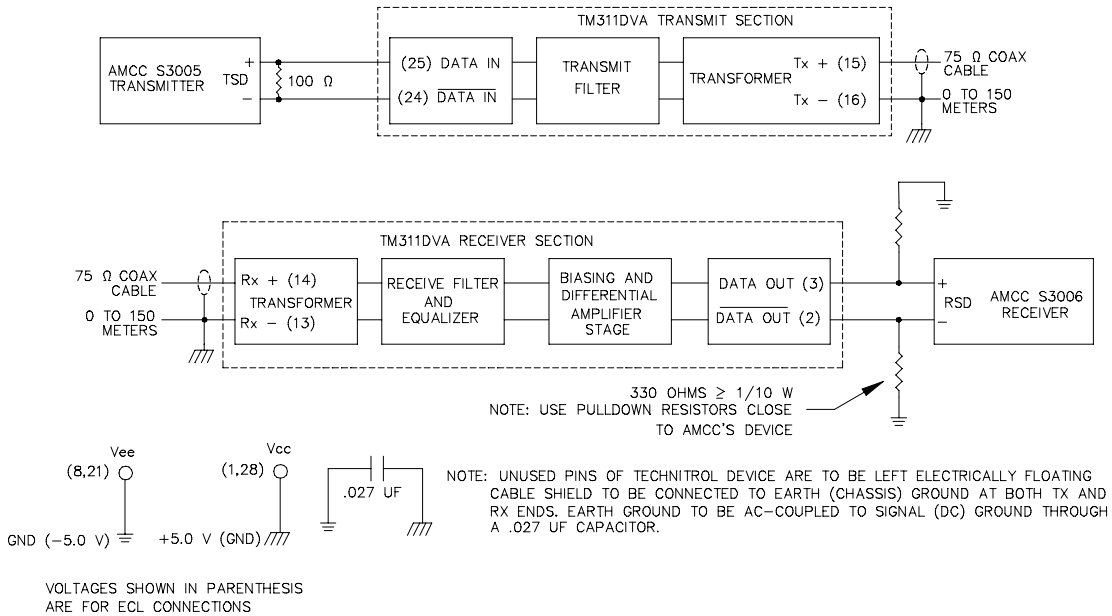 TM311DVA TRANSMIT SECTION
AMCC S3005
TRANSMITTER
TSD
+
−
100 Ω
(25) DATA IN
(24) DATA IN
TRANSMIT
FILTER
TRANSFORMER
Tx + (15)
Tx − (16)
75 Ω COAX
CABLE
0 TO 150
METERS
TM311DVA RECEIVER SECTION
75 Ω COAX
CABLE
0 TO 150
METERS
Rx + (14)
TRANSFORMER
Rx − (13)
RECEIVE FILTER
AND
EQUALIZER
BIASING AND
DIFFERENTIAL
AMPLIFIER
STAGE
DATA OUT (3)
DATA OUT (2)
+
RSD
−
AMCC S3006
RECEIVER
330 OHMS ≥ 1/10 W
NOTE: USE PULLDOWN RESISTORS CLOSE
TO AMCC'S DEVICE
Vee
(8,21)
GND (−5.0 V)
Vcc
(1,28)
+5.0 V (GND)
.027 UF
NOTE: UNUSED PINS OF TECHNITROL DEVICE ARE TO BE LEFT ELECTRICALLY FLOATING
CABLE SHIELD TO BE CONNECTED TO EARTH (CHASSIS) GROUND AT BOTH TX AND
RX ENDS. EARTH GROUND TO BE AC−COUPLED TO SIGNAL (DC) GROUND THROUGH
A .027 UF CAPACITOR.
VOLTAGES SHOWN IN PARENTHESIS
ARE FOR ECL CONNECTIONS